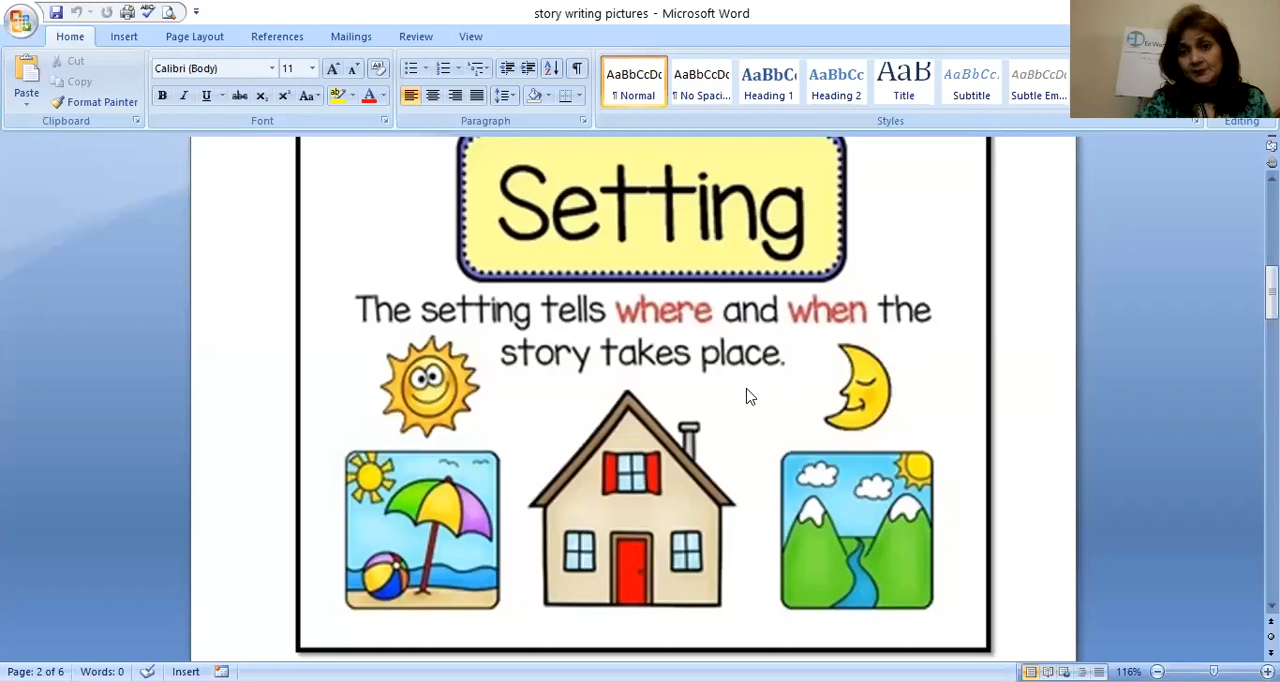 story writing pictures - Microsoft Word
Home Insert Page Layout References Mailings Review View
Cut
Copy
Paste
Format Painter
Clipboard
Calibri (Body) 11
Font
Paragraph
AaBbCcDc AaBbCcDc AaBbC AaBbCc AaB AaBbCc. AaBbCcDc
¶ Normal ¶ No Spaci... Heading 1 Heading 2 Title Subtitle Subtle Em...
Styles
Editing
Setting
The setting tells where and when the
story takes place.
Page: 2 of 6 Words: 0 Insert 116%